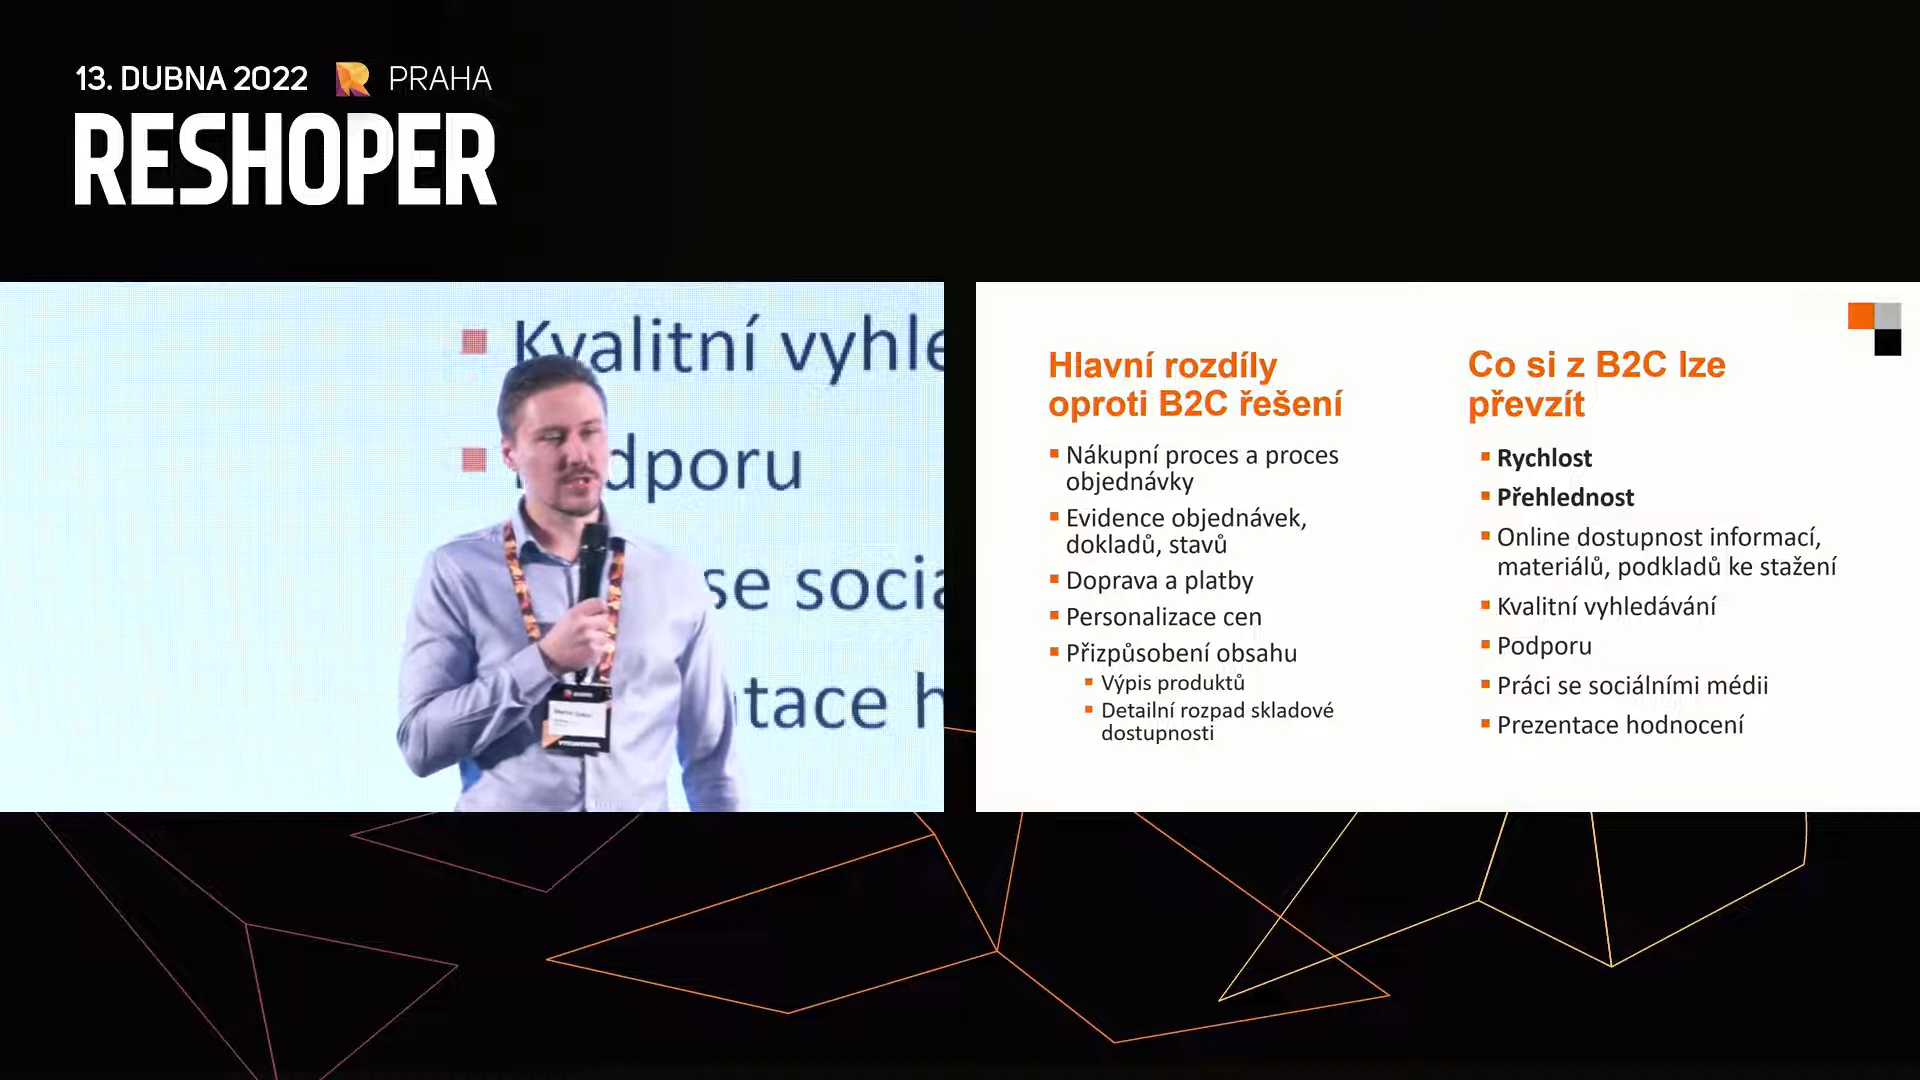 13. DUBNA 2022 PRAHA
RESHOPER
Kvalitní
dporu
se
tace
Hlavní rozdíly
oproti B2C řešení
Nákupní proces a proces
objednávky
Evidence objednávek,
dokladů, stavů
Doprava a platby
Personalizace cen
Přizpůsobení obsahu
Výpis produktů
Detailní rozpad skladové
dostupnosti
Co si z B2C lze
převzít
Rychlost
Přehlednost
Online dostupnost informací,
materiálů, podkladů ke stažení
Kvalitní vyhledávání
Podporu
Práci se sociálními médii
Prezentace hodnocení